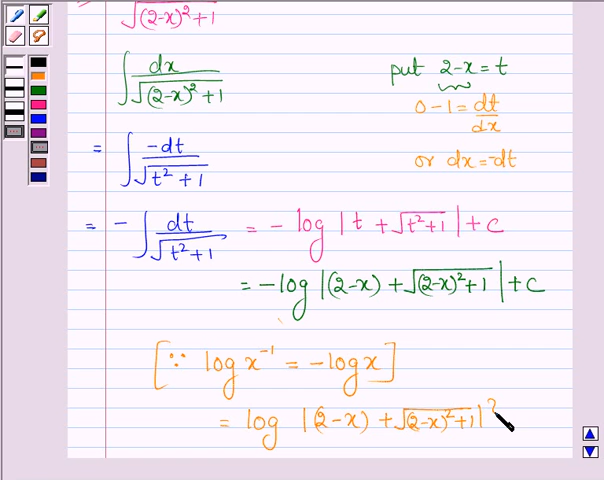 √(2-x)²+1
∫ dx/√(2-x)²+1
put 2-x = t
0-1 = dt/dx
or dx = -dt
= ∫ -dt/√t²+1
= - ∫ dt/√t²+1 = - log |t + √t²+1| + c
= -log |(2-x) + √(2-x)²+1| + c
[∵ log x⁻¹ = -log x]
= log |(2-x) + √(2-x)²+1|